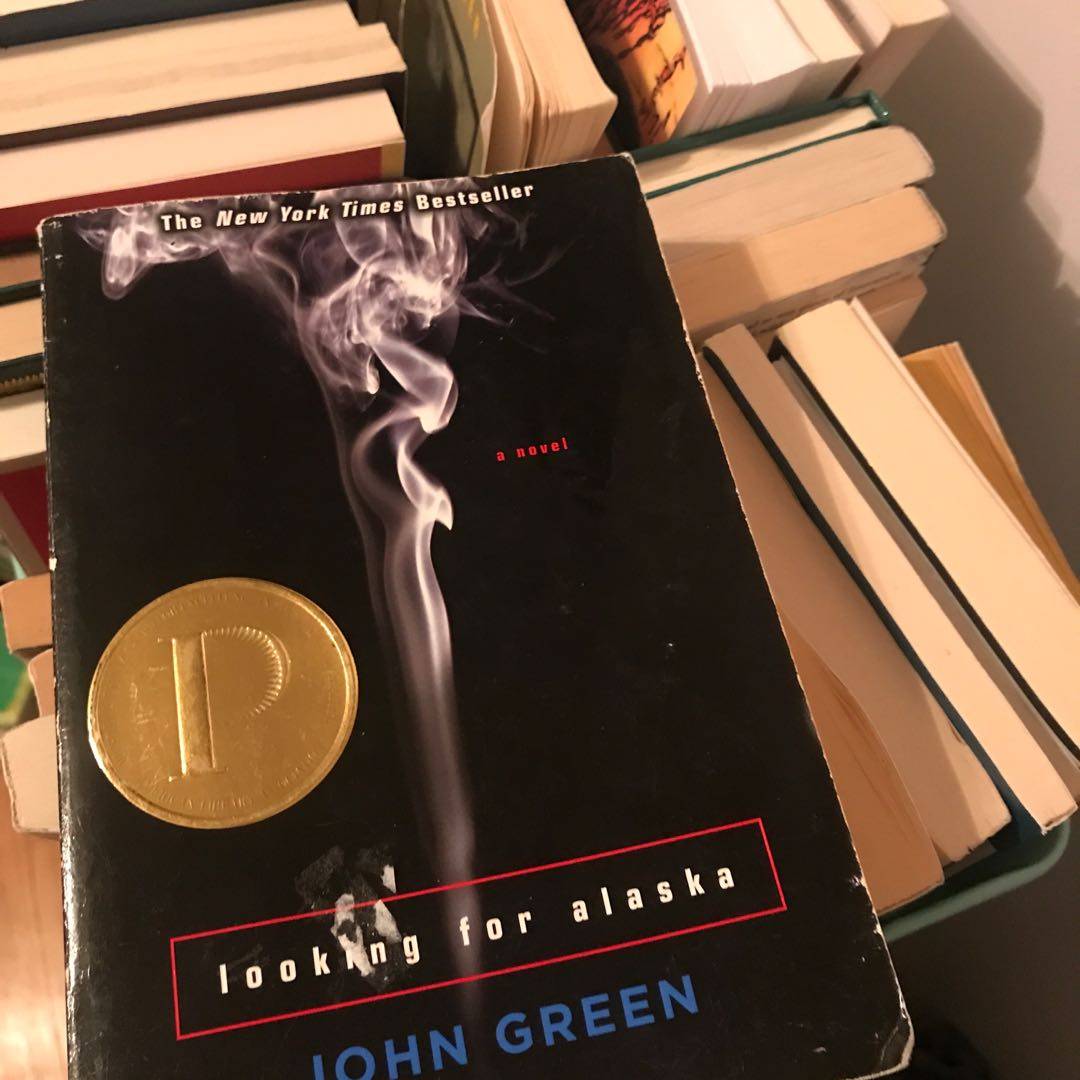 The New York Times Bestseller
a novel
P
looking for alaska
JOHN GREEN